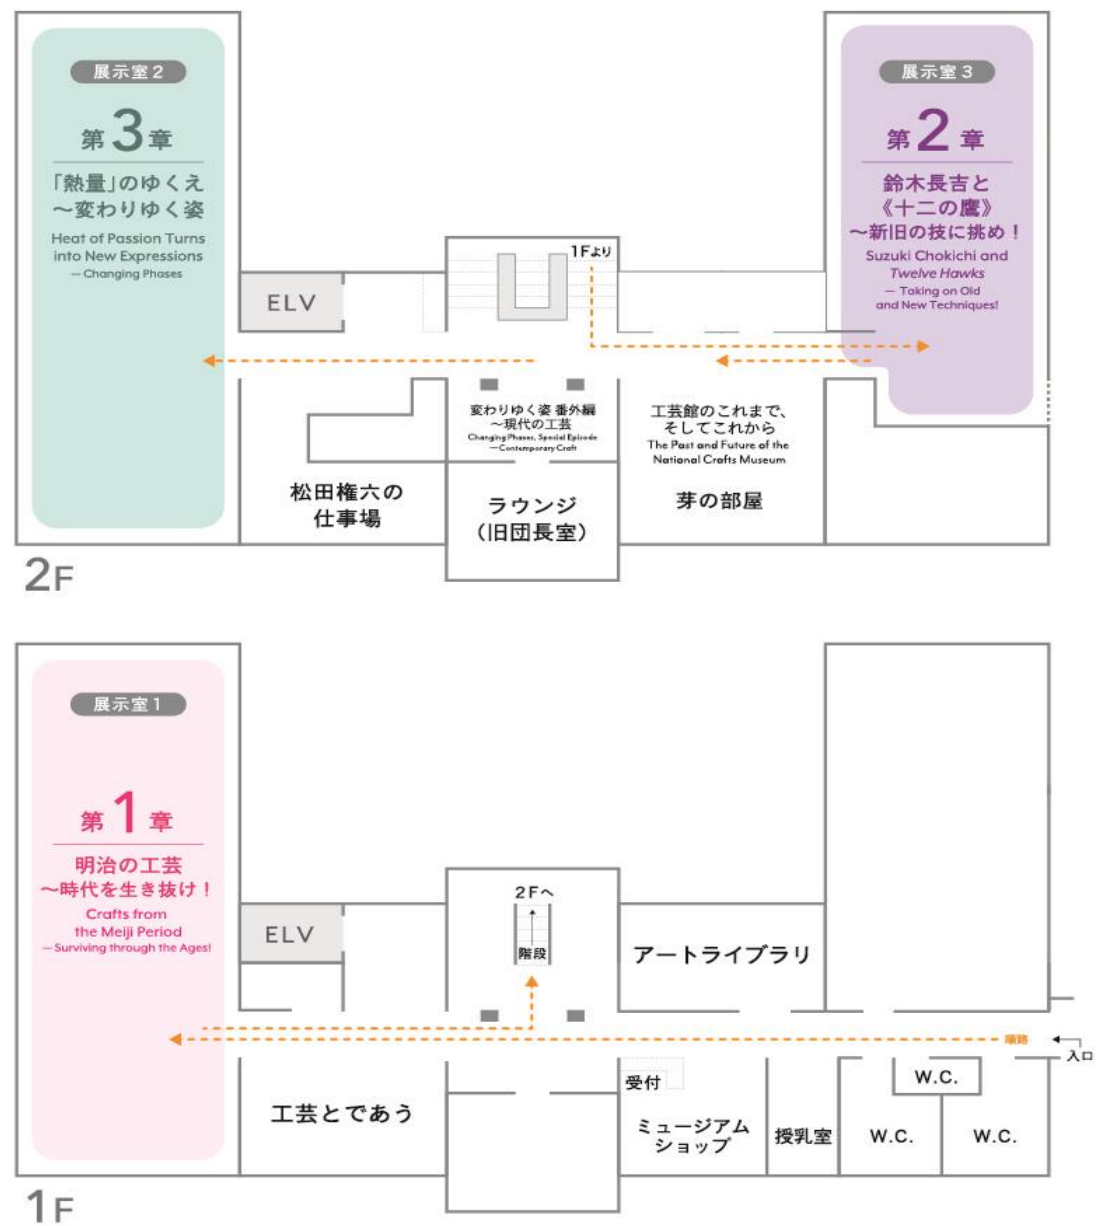 展示室2
第3章
「熱量」のゆくえ
～変わりゆく姿
Heat of Passion Turns
into New Expressions
— Changing Phases
ELV
1Fより
変わりゆく姿 番外編
～現代の工芸
Changing Phases, Special Episode
—Contemporary Craft
松田権六の
仕事場
ラウンジ
（旧団長室）
工芸館のこれまで、
そしてこれから
The Past and Future of the
National Crafts Museum
芽の部屋
展示室3
第2章
鈴木長吉と
《十二の鷹》
～新旧の技に挑め！
Suzuki Chokichi and
Twelve Hawks
— Taking on Old
and New Techniques!
2F
展示室1
第1章
明治の工芸
～時代を生き抜け！
Crafts from
the Meiji Period
— Surviving through the Ages!
ELV
2Fへ
階段
アートライブラリ
順路
入口
工芸とであう
受付
ミュージアム
ショップ
授乳室
W.C.
W.C.
W.C.
1F